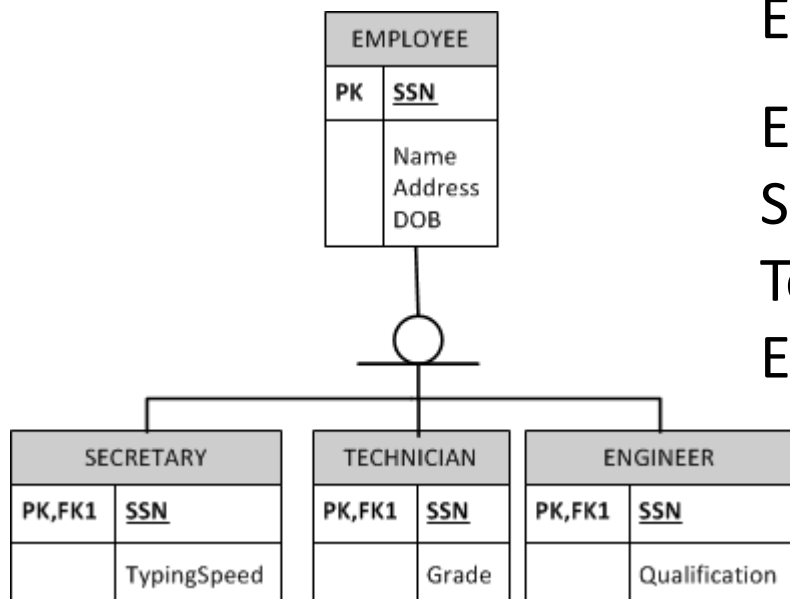 EMPLOYEE
PK SSN
Name
Address
DOB
SECRETARY
PK,FK1 SSN
TypingSpeed
TECHNICIAN
PK,FK1 SSN
Grade
ENGINEER
PK,FK1 SSN
Qualification
E
E
S
E